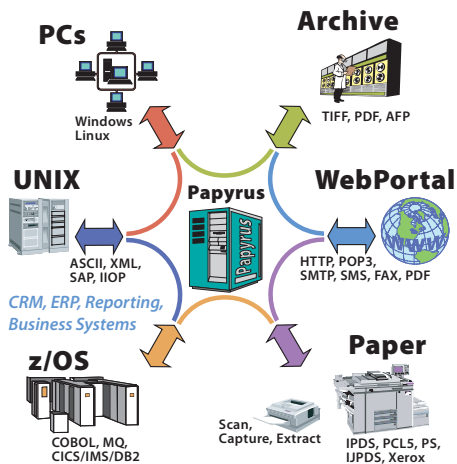 PCs
Archive
Windows
Linux
TIFF, PDF, AFP
UNIX
Papyrus
WebPortal
Papyrus
WWW
ASCII, XML,
SAP, IIOP
HTTP, POP3,
SMTP, SMS, FAX, PDF
CRM, ERP, Reporting,
Business Systems
z/OS
Paper
Scan,
Capture, Extract
COBOL, MQ,
CICS/IMS/DB2
IPDS, PCL5, PS,
IJPDS, Xerox